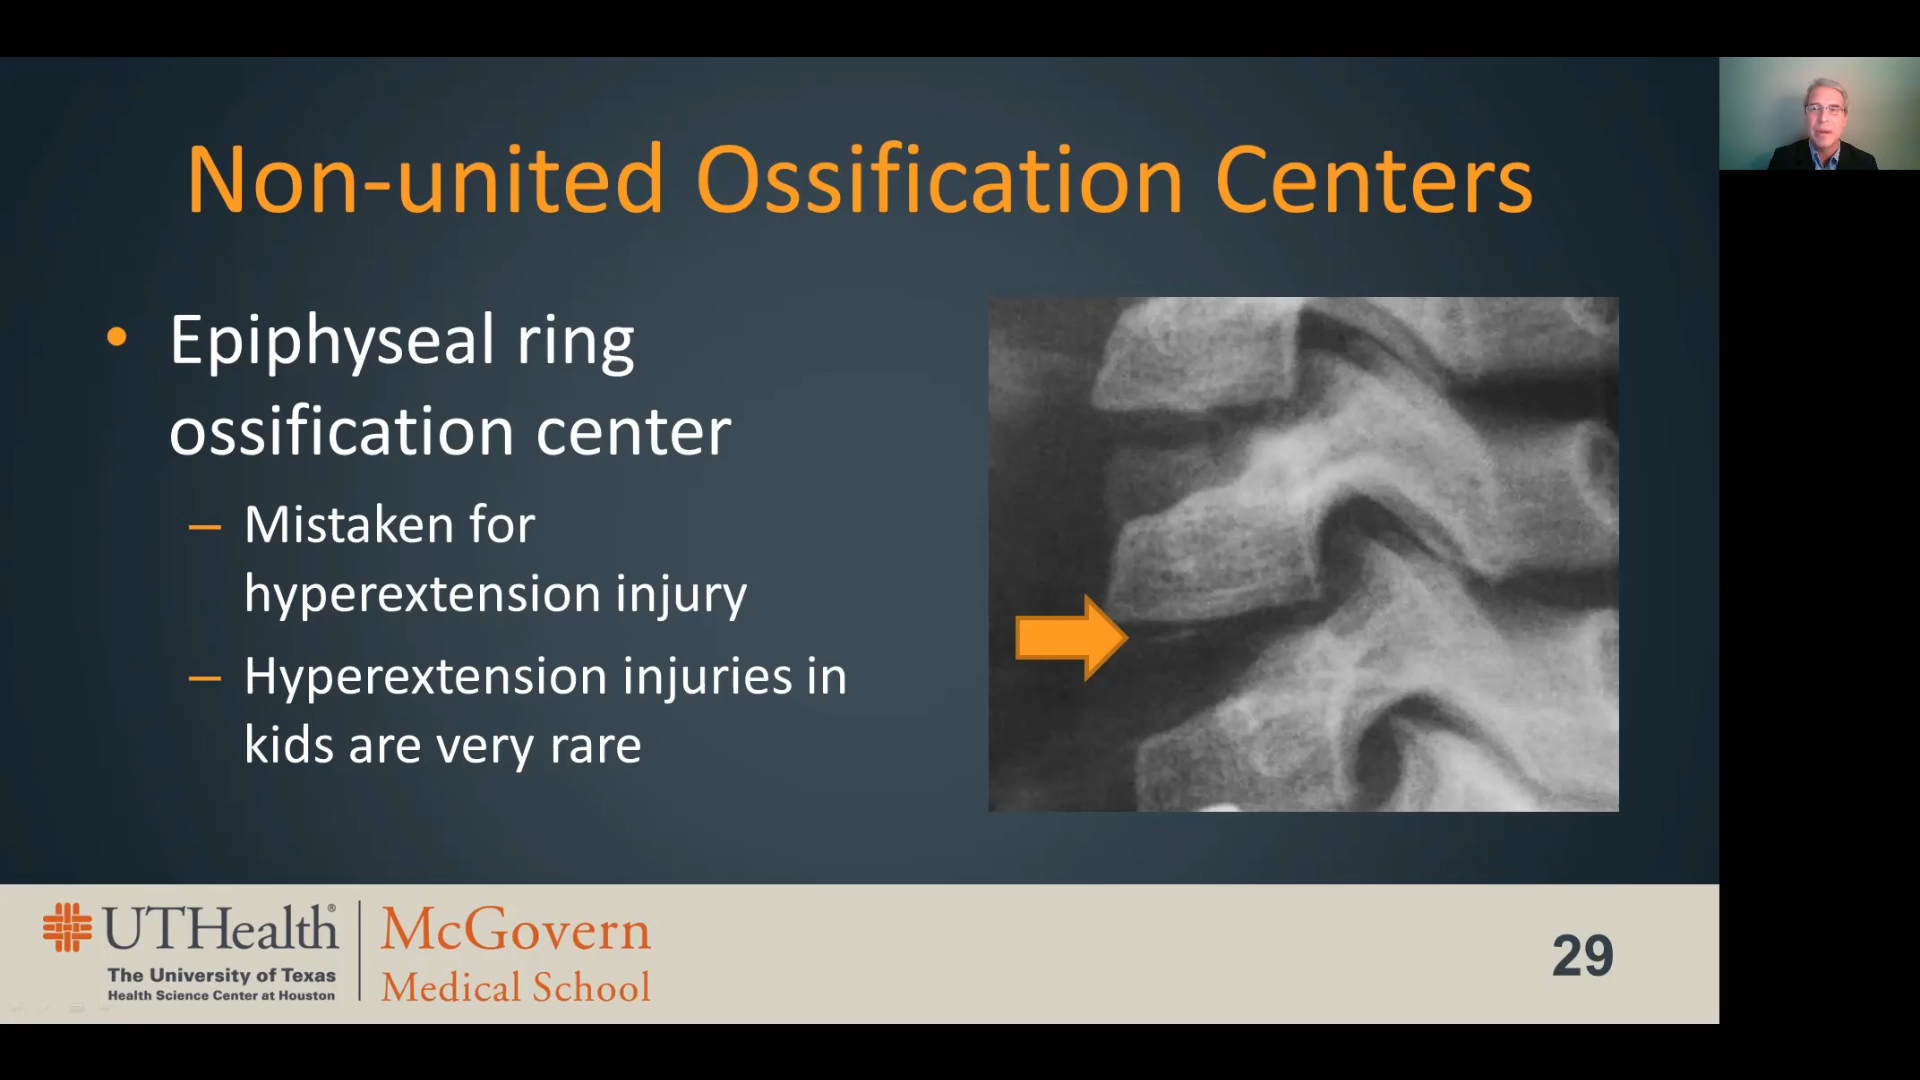 Non-united Ossification Centers
• Epiphyseal ring
ossification center
– Mistaken for
hyperextension injury
– Hyperextension injuries in
kids are very rare
UTHealth®
The University of Texas
Health Science Center at Houston
McGovern
Medical School
29